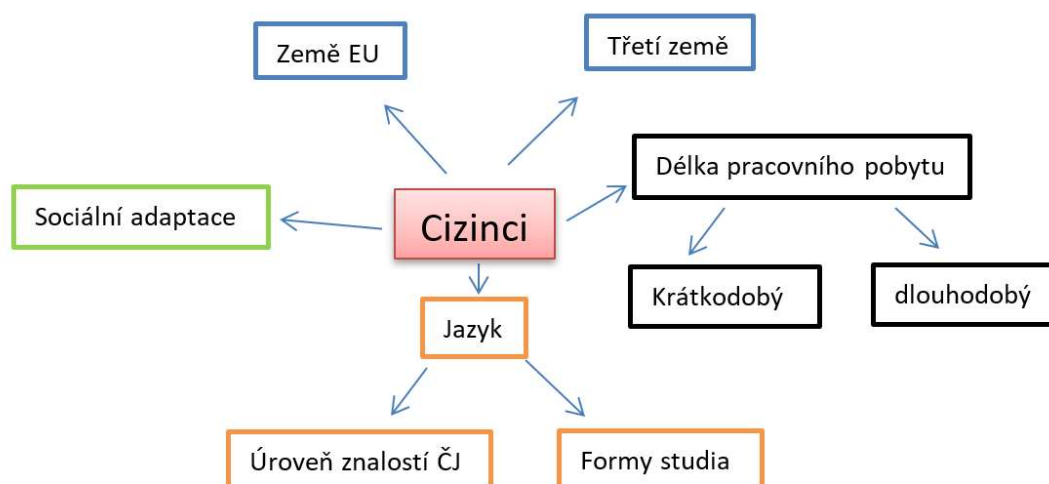 Země EU
Třetí země
Délka pracovního pobytu
Sociální adaptace
Cizinci
Krátkodobý
dlouhodobý
Jazyk
Úroveň znalostí ČJ
Formy studia